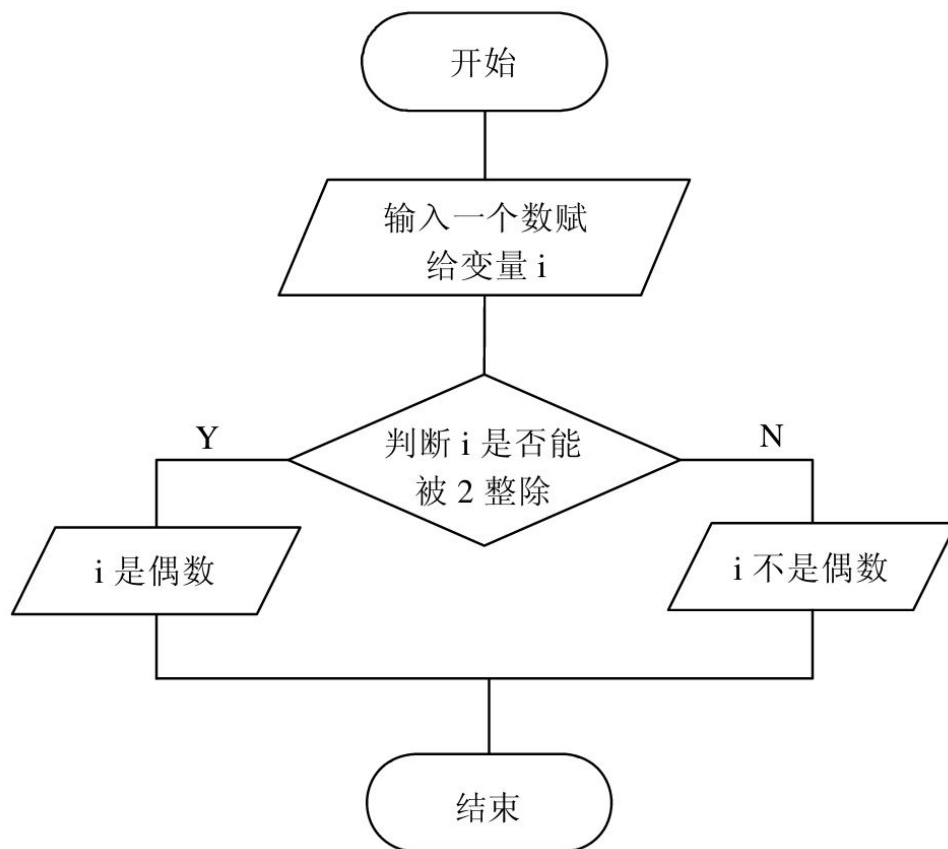 开始
输入一个数赋
给变量 i
Y
判断 i 是否能
被 2 整除
N
i 是偶数
i 不是偶数
结束